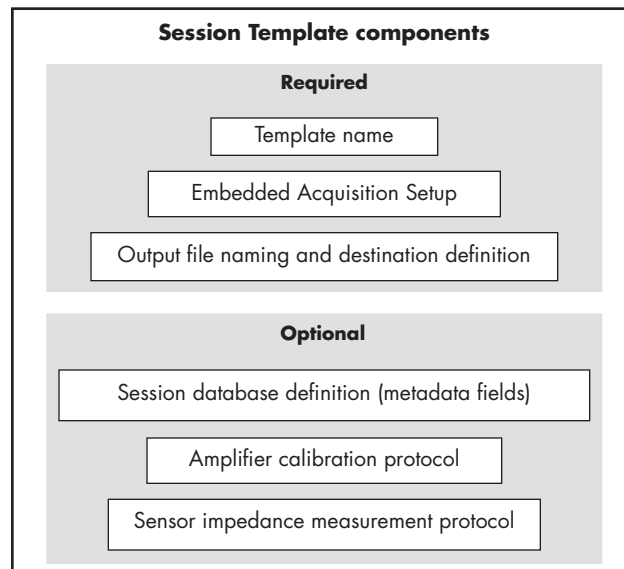 Session Template components
Required
Template name
Embedded Acquisition Setup
Output file naming and destination definition
Optional
Session database definition (metadata fields)
Amplifier calibration protocol
Sensor impedance measurement protocol